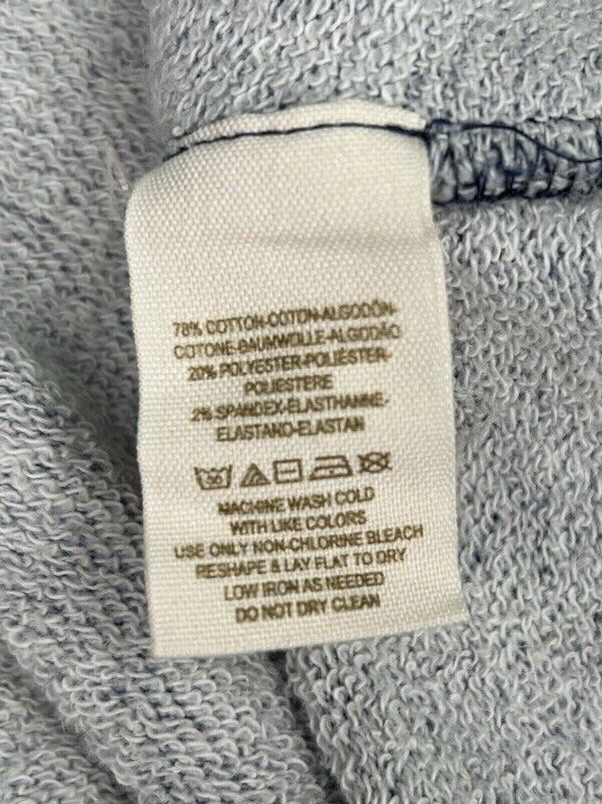 78% COTTON-COTON-ALGODÓN-
COTONE-BAUMWOLLE-ALGODÃO
20% POLYESTER-POLIÉSTER-
POLIESTERE
2% SPANDEX-ELASTHANNE-
ELASTANO-ELASTAN
30
MACHINE WASH COLD
WITH LIKE COLORS
USE ONLY NON-CHLORINE BLEACH
RESHAPE & LAY FLAT TO DRY
LOW IRON AS NEEDED
DO NOT DRY CLEAN